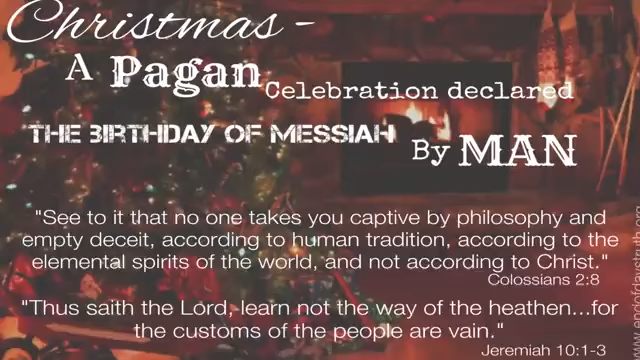 Christmas -
A Pagan Celebration declared
THE BIRTHDAY OF MESSIAH By MAN
"See to it that no one takes you captive by philosophy and
empty deceit, according to human tradition, according to the
elemental spirits of the world, and not according to Christ."
Colossians 2:8
"Thus saith the Lord, learn not the way of the heathen...for
the customs of the people are vain."
Jeremiah 10:1-3
www.endofdaystruth.org